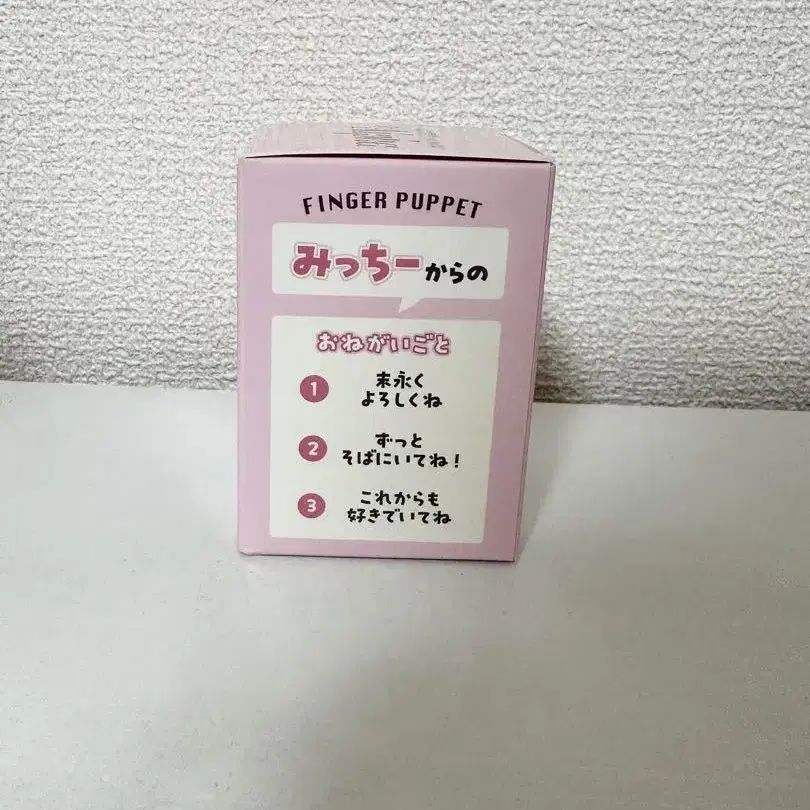 FINGER PUPPET
みっちーからの
おねがいごと
1 末永く
よろしくね
2 ずっと
そばにいてね！
3 これからも
好きでいてね